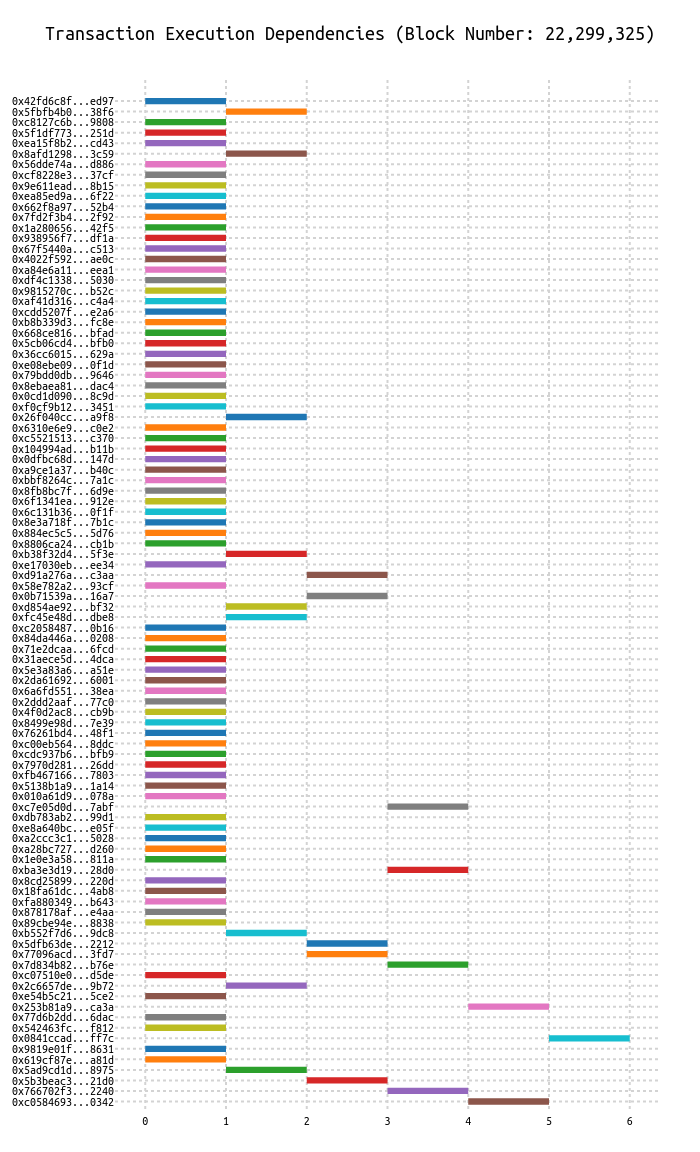 Transaction Execution Dependencies (Block Number: 22,299,325)
0x42fd6c8f...ed97
0x5fbfb4b0...38f6
0xc8127c6b...9808
0x5f1df773...251d
0xea15f8b2...cd43
0x8afd1298...3c59
0x56dde74a...d886
0xcf8228e3...37cf
0x9e611ead...8b15
0xea85ed9a...6f22
0x662f8a97...52b4
0x7fd2f3b4...2f92
0x1a280656...42f5
0x938956f7...df1a
0x67f5440a...c513
0x4022f592...ae0c
0xa84e6a11...eea1
0xdf4c1338...5030
0x9815270c...b52c
0xaf41d316...c4a4
0xcdd5207f...e2a6
0xb8b339d3...fc8e
0x668ce816...bfad
0x5cb06cd4...bfb0
0x36cc6015...629a
0xe08ebe09...0f1d
0x79bdd0db...9646
0x8ebaea81...dac4
0x0cd1d090...8c9d
0xf0cf9b12...3451
0x26f040cc...a9f8
0x6310e6e9...c0e2
0xc5521513...c370
0x104994ad...b11b
0x0dfbc68d...147d
0xa9ce1a37...b40c
0xbbf8264c...7a1c
0x8fb8bc7f...6d9e
0x6f1341ea...912e
0x6c131b36...0f1f
0x8e3a718f...7b1c
0x884ec5c5...5d76
0x8806ca24...cb1b
0xb38f32d4...5f3e
0xe17030eb...ee34
0xd91a276a...c3aa
0x58e782a2...93cf
0x0b71539a...16a7
0xd854ae92...bf32
0xfc45e48d...dbe8
0xc2058487...0b16
0x84da446a...0208
0x71e2dcaa...6fcd
0x31aece5d...4dca
0x5e3a83a6...a51e
0x2da61692...6001
0x6a6fd551...38ea
0x2ddd2aaf...77c0
0x4f0d2ac8...cb9b
0x8499e98d...7e39
0x76261bd4...48f1
0xc00eb564...8ddc
0xcdc937b6...bfb9
0x7970d281...26dd
0xfb467166...7803
0x5138b1a9...1a14
0x010a61d9...078a
0xc7e05d0d...7abf
0xdb783ab2...99d1
0xe8a640bc...e05f
0xa2ccc3c1...5028
0xa28bc727...d260
0x1e0e3a58...811a
0xba3e3d19...28d0
0x8cd25899...220d
0x18fa61dc...4ab8
0xfa880349...b643
0x878178af...e4aa
0x89cbe94e...8838
0xb552f7d6...9dc8
0x5dfb63de...2212
0x77096acd...3fd7
0x7d834b82...b76e
0xc07510e0...d5de
0x2c6657de...9b72
0xe54b5c21...5ce2
0x253b81a9...ca3a
0x77d6b2dd...6dac
0x542463fc...f812
0x0841ccad...ff7c
0x9819e01f...8631
0x619cf87e...a81d
0x5ad9cd1d...8975
0x5b3beac3...21d0
0x766702f3...2240
0xc0584693...0342
0 1 2 3 4 5 6